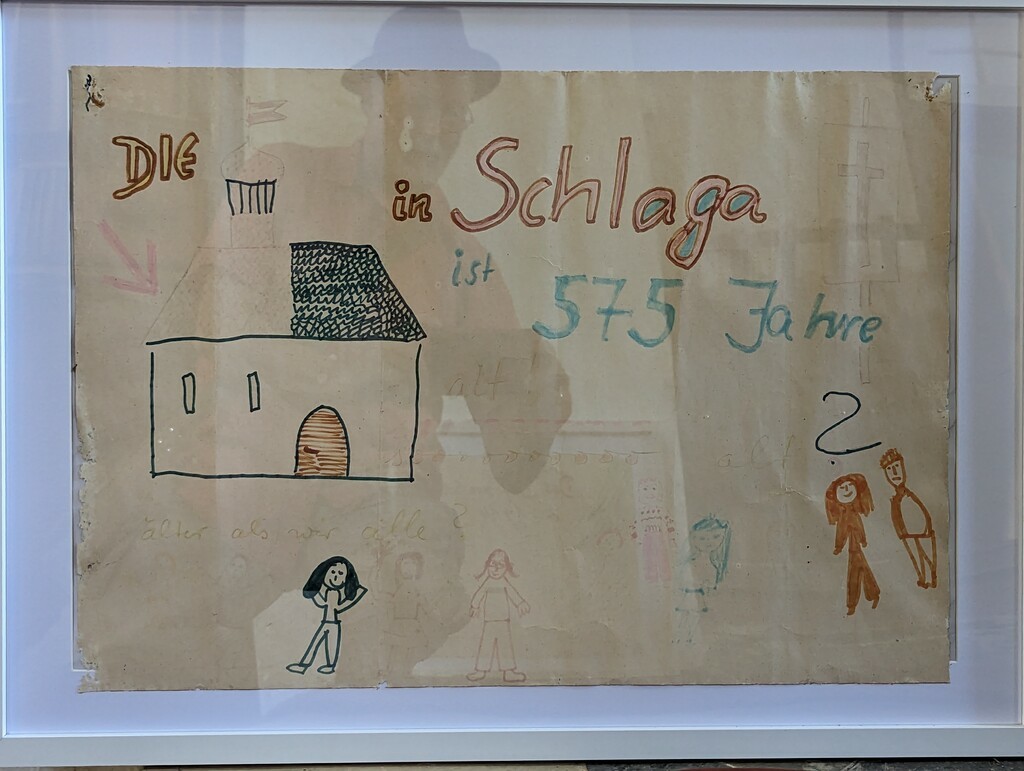 DIE
in Schlaga
ist
575 Jahre
alt!
alt
?
älter als wir alle?